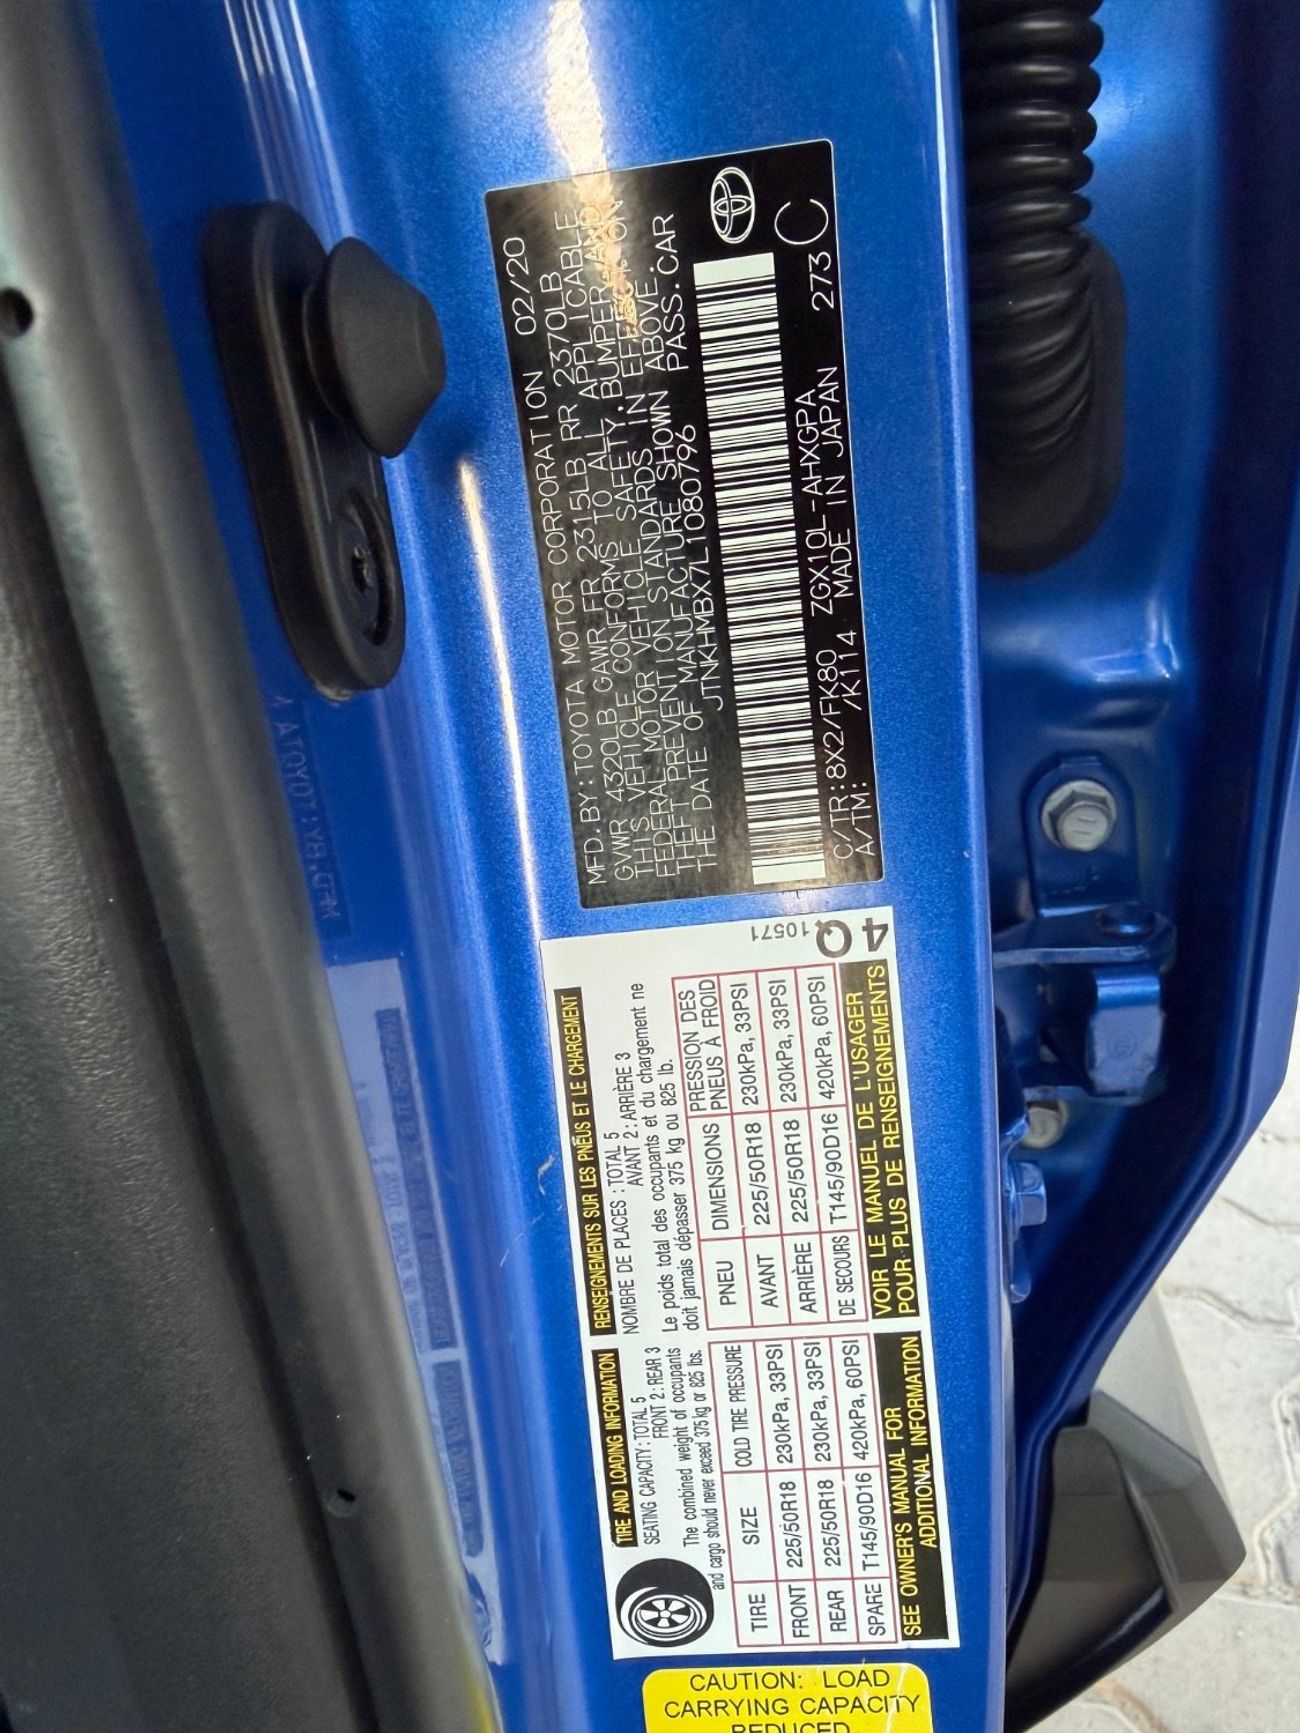 MFD.BY:TOYOTA MOTOR CORPORATION 02/20
GVWR 4320LB GAWR FR 2315LB RR 2370LB
THIS VEHICLE CONFORMS TO ALL APPLICABLE
FEDERAL MOTOR VEHICLE SAFETY,BUMPER,AND
THEFT PREVENTION STANDARDS IN EFFECT ON
THE DATE OF MANUFACTURE SHOWN ABOVE.
JTNKHMBX7L1080796 PASS.CAR
C/TR:8X2/FK80 ZGX10L-AHXGPA 273
A/TM: /K114 MADE IN JAPAN C
TIRE AND LOADING INFORMATION
SEATING CAPACITY: TOTAL 5
FRONT 2: REAR 3
The combined weight of occupants
and cargo should never exceed 375 kg or 825 lbs.
TIRE SIZE COLD TIRE PRESSURE
FRONT 225/50R18 230kPa, 33PSI
REAR 225/50R18 230kPa, 33PSI
SPARE T145/90D16 420kPa, 60PSI
SEE OWNER'S MANUAL FOR
ADDITIONAL INFORMATION
RENSEIGNEMENTS SUR LES PNEUS ET LE CHARGEMENT
NOMBRE DE PLACES : TOTAL 5
AVANT 2: ARRIÈRE 3
Le poids total des occupants et du chargement ne
doit jamais dépasser 375 kg ou 825 lb.
PNEU DIMENSIONS PRESSION DES
PNEUS À FROID
AVANT 225/50R18 230kPa, 33PSI
ARRIÈRE 225/50R18 230kPa, 33PSI
DE SECOURS T145/90D16 420kPa, 60PSI
VOIR LE MANUEL DE L'USAGER
POUR PLUS DE RENSEIGNEMENTS
10571
4Q
CAUTION: LOAD
CARRYING CAPACITY
REDUCED